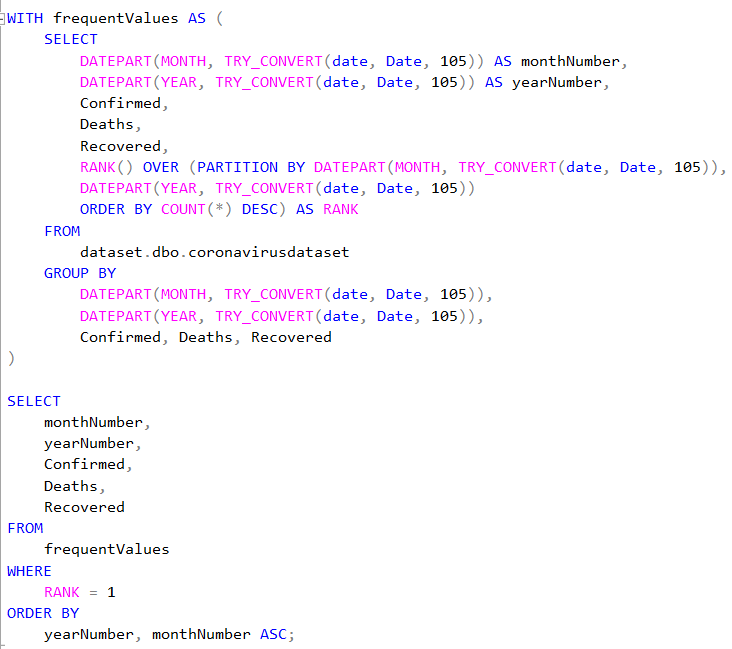 WITH frequentValues AS (
    SELECT
        DATEPART(MONTH, TRY_CONVERT(date, Date, 105)) AS monthNumber,
        DATEPART(YEAR, TRY_CONVERT(date, Date, 105)) AS yearNumber,
        Confirmed,
        Deaths,
        Recovered,
        RANK() OVER (PARTITION BY DATEPART(MONTH, TRY_CONVERT(date, Date, 105)),
        DATEPART(YEAR, TRY_CONVERT(date, Date, 105))
        ORDER BY COUNT(*) DESC) AS RANK
    FROM
        dataset.dbo.coronavirusdataset
    GROUP BY
        DATEPART(MONTH, TRY_CONVERT(date, Date, 105)),
        DATEPART(YEAR, TRY_CONVERT(date, Date, 105)),
        Confirmed, Deaths, Recovered
)
SELECT
    monthNumber,
    yearNumber,
    Confirmed,
    Deaths,
    Recovered
FROM
    frequentValues
WHERE
    RANK = 1
ORDER BY
    yearNumber, monthNumber ASC;